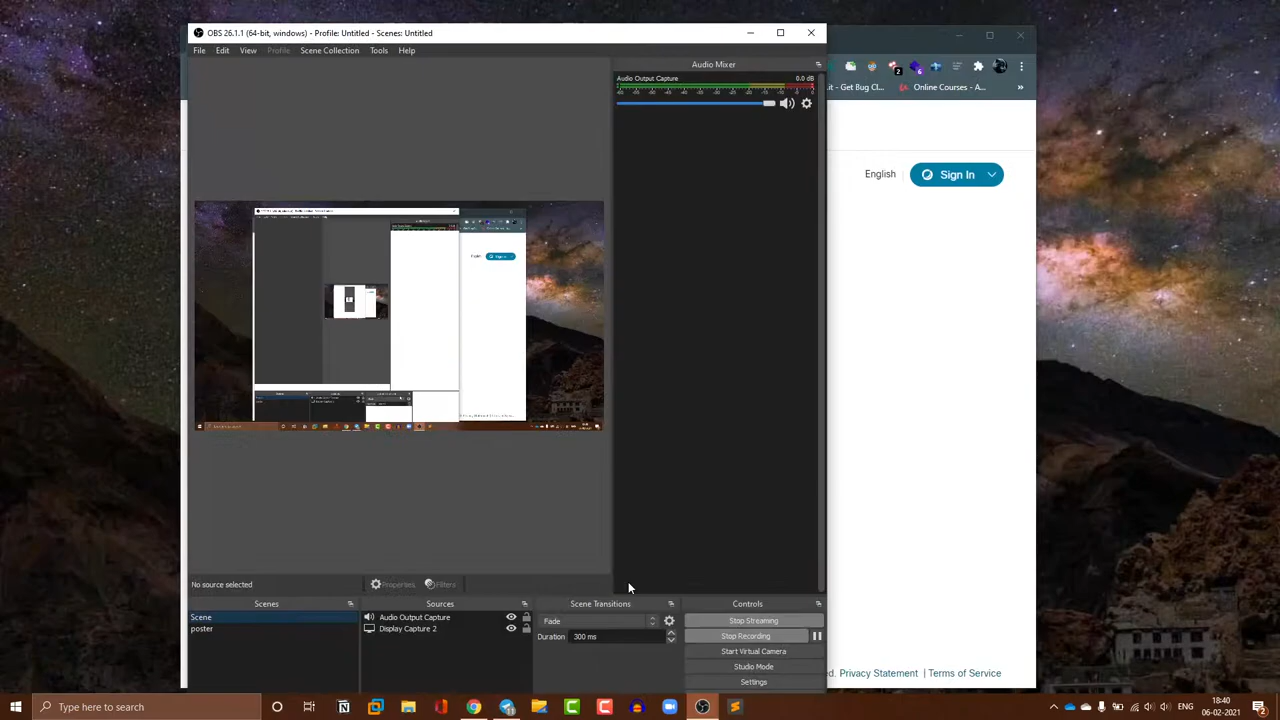 OBS 26.1.1 (64-bit, windows) - Profile: Untitled - Scenes: Untitled
File Edit View Profile Scene Collection Tools Help
Audio Mixer
Audio Output Capture 0.0 dB
it - Get Bug Cl... Online Courses - A...
English Sign In
No source selected Properties Filters
Scenes Sources Scene Transitions Controls
Scene Audio Output Capture Fade Stop Streaming
poster Display Capture 2 Duration 300 ms Stop Recording
Start Virtual Camera
Studio Mode
Settings
d. Privacy Statement | Terms of Service
Type here to search
ENG 18:40
06-02-2021